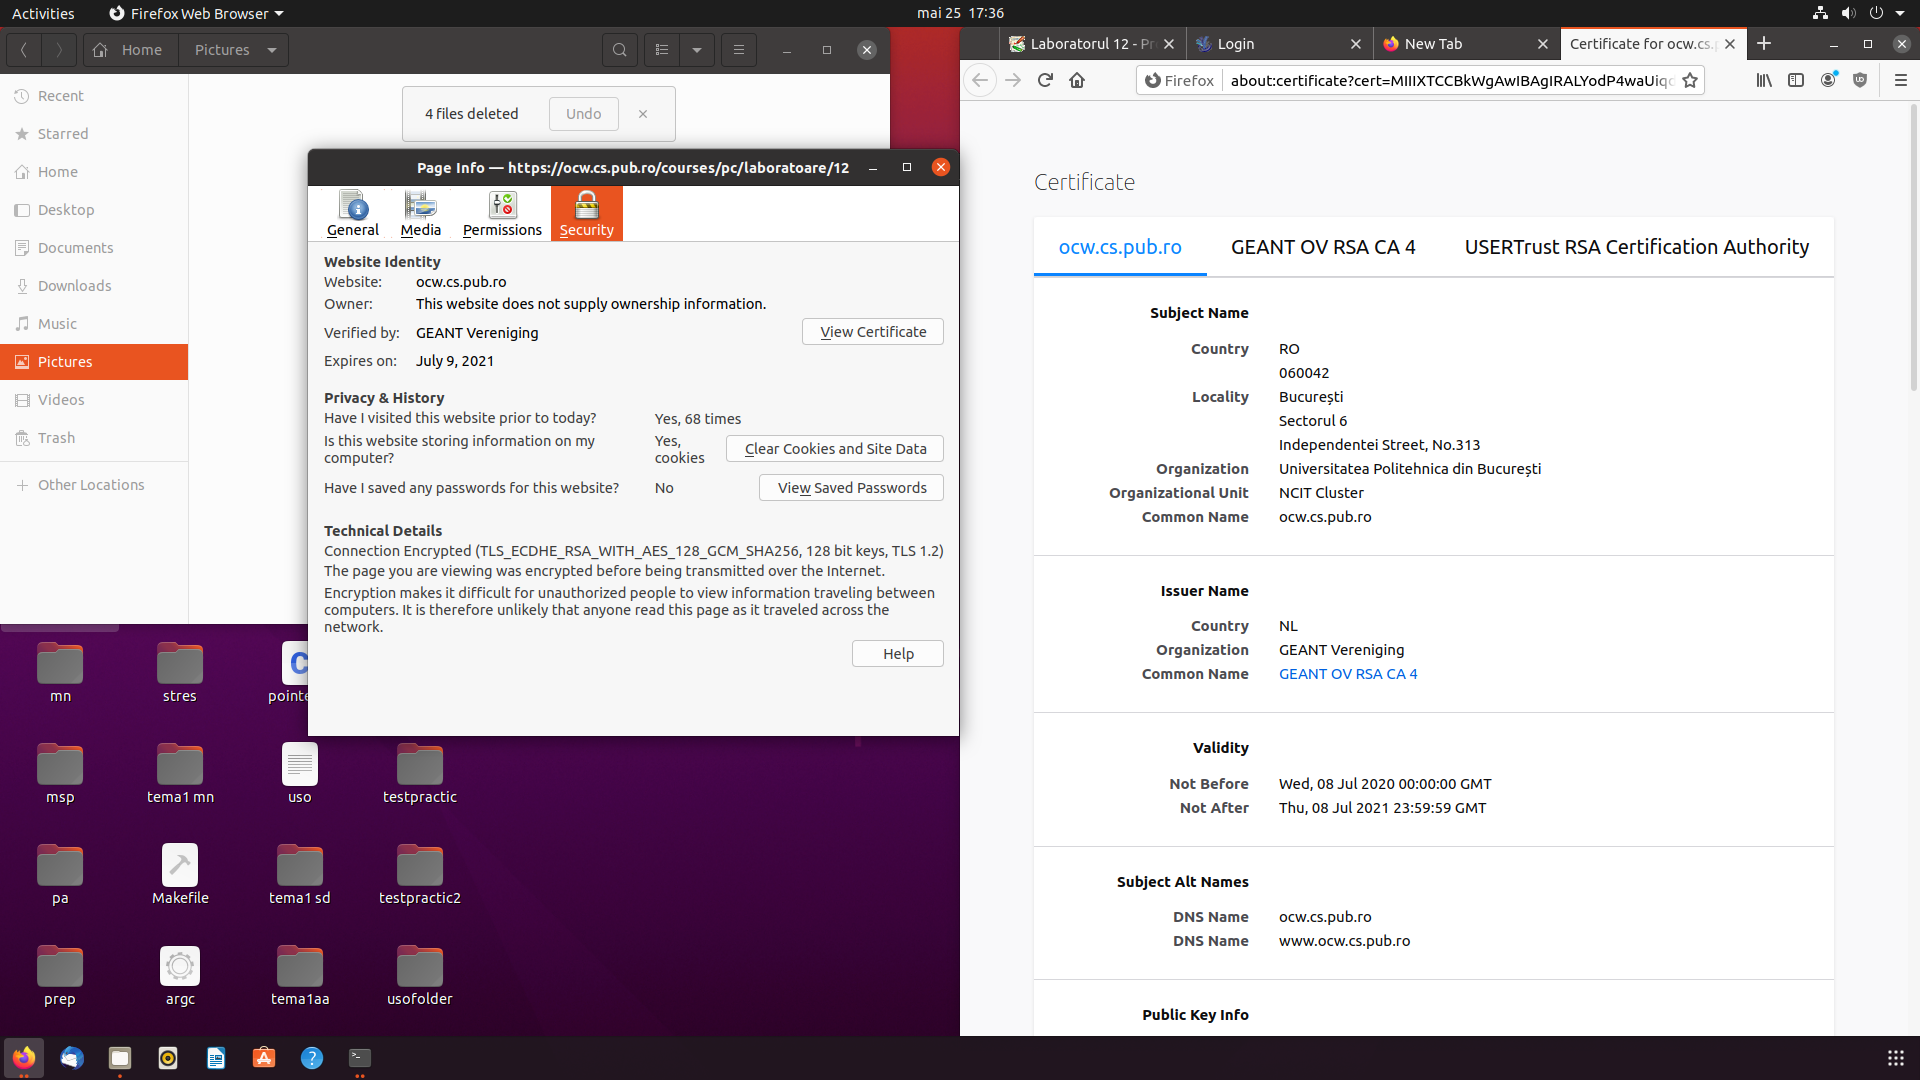 Activities
Firefox Web Browser
mai 25 17:36
Home
Pictures
Recent
Starred
Home
Desktop
Documents
Downloads
Music
Pictures
Videos
Trash
Other Locations
4 files deleted
Undo
Page Info — https://ocw.cs.pub.ro/courses/pc/laboratoare/12
General
Media
Permissions
Security
Website Identity
Website: ocw.cs.pub.ro
Owner: This website does not supply ownership information.
Verified by: GEANT Vereniging
View Certificate
Expires on: July 9, 2021
Privacy & History
Have I visited this website prior to today? Yes, 68 times
Is this website storing information on my computer?
Yes, cookies
Clear Cookies and Site Data
Have I saved any passwords for this website? No
View Saved Passwords
Technical Details
Connection Encrypted (TLS_ECDHE_RSA_WITH_AES_128_GCM_SHA256, 128 bit keys, TLS 1.2)
The page you are viewing was encrypted before being transmitted over the Internet.
Encryption makes it difficult for unauthorized people to view information traveling between
computers. It is therefore unlikely that anyone read this page as it traveled across the
network.
Help
mn
stres
pointe
msp
tema1 mn
uso
testpractic
pa
Makefile
tema1 sd
testpractic2
prep
argc
tema1aa
usofolder
Laboratorul 12 - Pr
Login
New Tab
Certificate for ocw.cs.p
Firefox
about:certificate?cert=MIIIXTCCBkWgAwIBAgIRALYodP4waUiqd
Certificate
ocw.cs.pub.ro
GEANT OV RSA CA 4
USERTrust RSA Certification Authority
Subject Name
Country RO
060042
Locality București
Sectorul 6
Independentei Street, No.313
Organization Universitatea Politehnica din București
Organizational Unit NCIT Cluster
Common Name ocw.cs.pub.ro
Issuer Name
Country NL
Organization GEANT Vereniging
Common Name GEANT OV RSA CA 4
Validity
Not Before Wed, 08 Jul 2020 00:00:00 GMT
Not After Thu, 08 Jul 2021 23:59:59 GMT
Subject Alt Names
DNS Name ocw.cs.pub.ro
DNS Name www.ocw.cs.pub.ro
Public Key Info